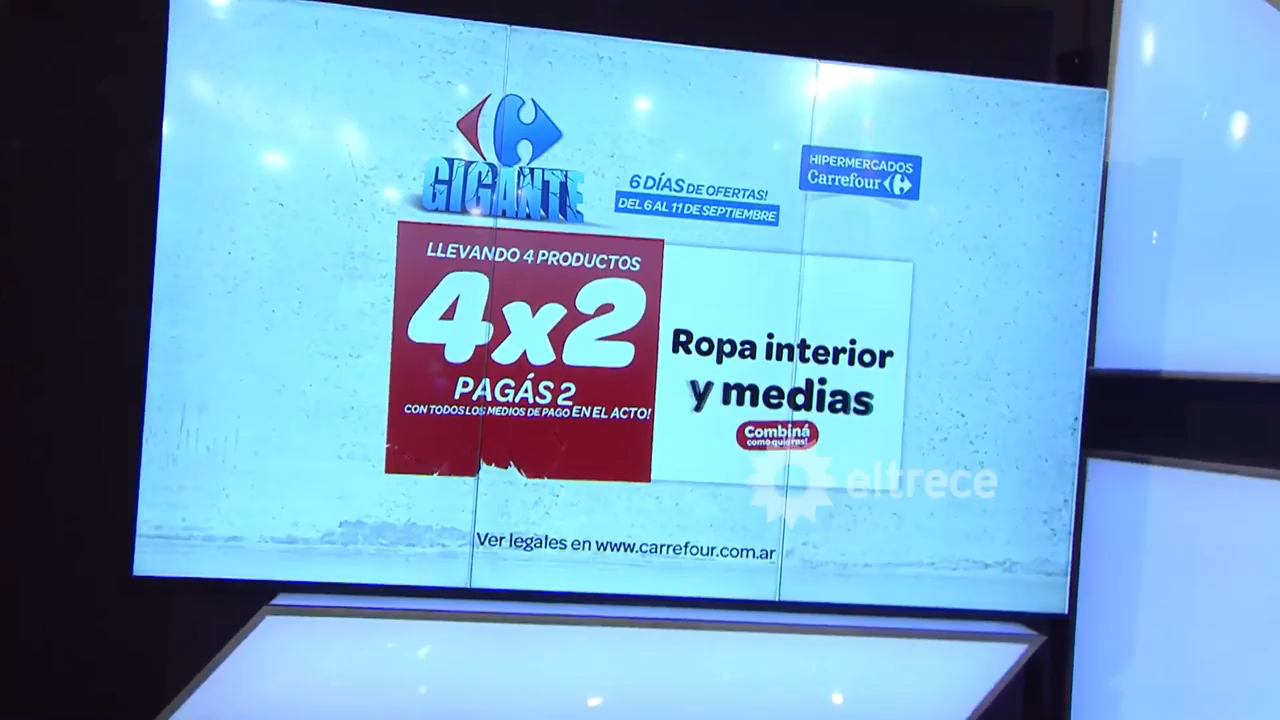 GIGANTE
6 DÍAS DE OFERTAS!
DEL 6 AL 11 DE SEPTIEMBRE
HIPERMERCADOS
Carrefour
LLEVANDO 4 PRODUCTOS
4x2
PAGÁS 2
CON TODOS LOS MEDIOS DE PAGO EN EL ACTO!
Ropa interior
y medias
Combiná
como quieras!
eltrece
Ver legales en www.carrefour.com.ar